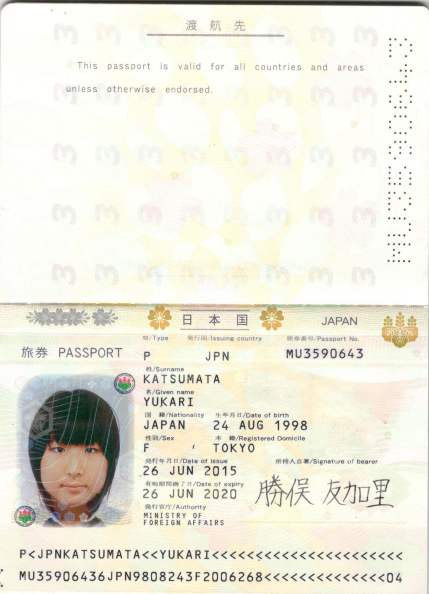 渡航先
This passport is valid for all countries and areas
unless otherwise endorsed.
MU3590643
日本国 JAPAN
旅券 PASSPORT
型/Type 発行国/Issuing country 旅券番号/Passport No.
P JPN MU3590643
姓/Surname
KATSUMATA
名/Given name
YUKARI
国籍/Nationality 生年月日/Date of birth
JAPAN 24 AUG 1998
性別/Sex 本籍/Registered Domicile
F TOKYO
発行年月日/Date of issue 所持人自署/Signature of bearer
26 JUN 2015
有効期間満了日/Date of expiry
26 JUN 2020
勝俣 友加里
発行官庁/Authority
MINISTRY OF
FOREIGN AFFAIRS
P<JPNKATSUMATA<<YUKARI<<<<<<<<<<<<<<<<<<<<<<
MU35906436JPN9808243F2006268<<<<<<<<<<<<<<04